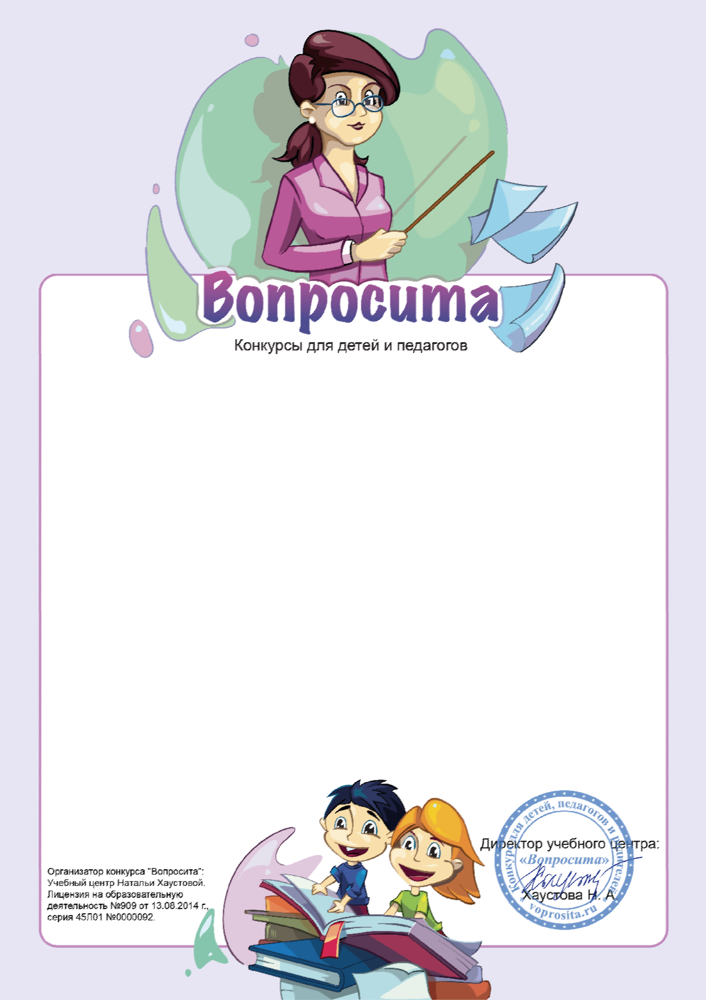 Вопросита
Конкурсы для детей и педагогов
Организатор конкурса "Вопросита":
Учебный центр Натальи Хаустовой.
Лицензия на образовательную
деятельность №909 от 13.08.2014 г.,
серия 45Л01 №0000092.
Директор учебного центра:
Хаустова Н. А.
Конкурс для детей, педагогов и родителей
«Вопросита»
voprosita.ru